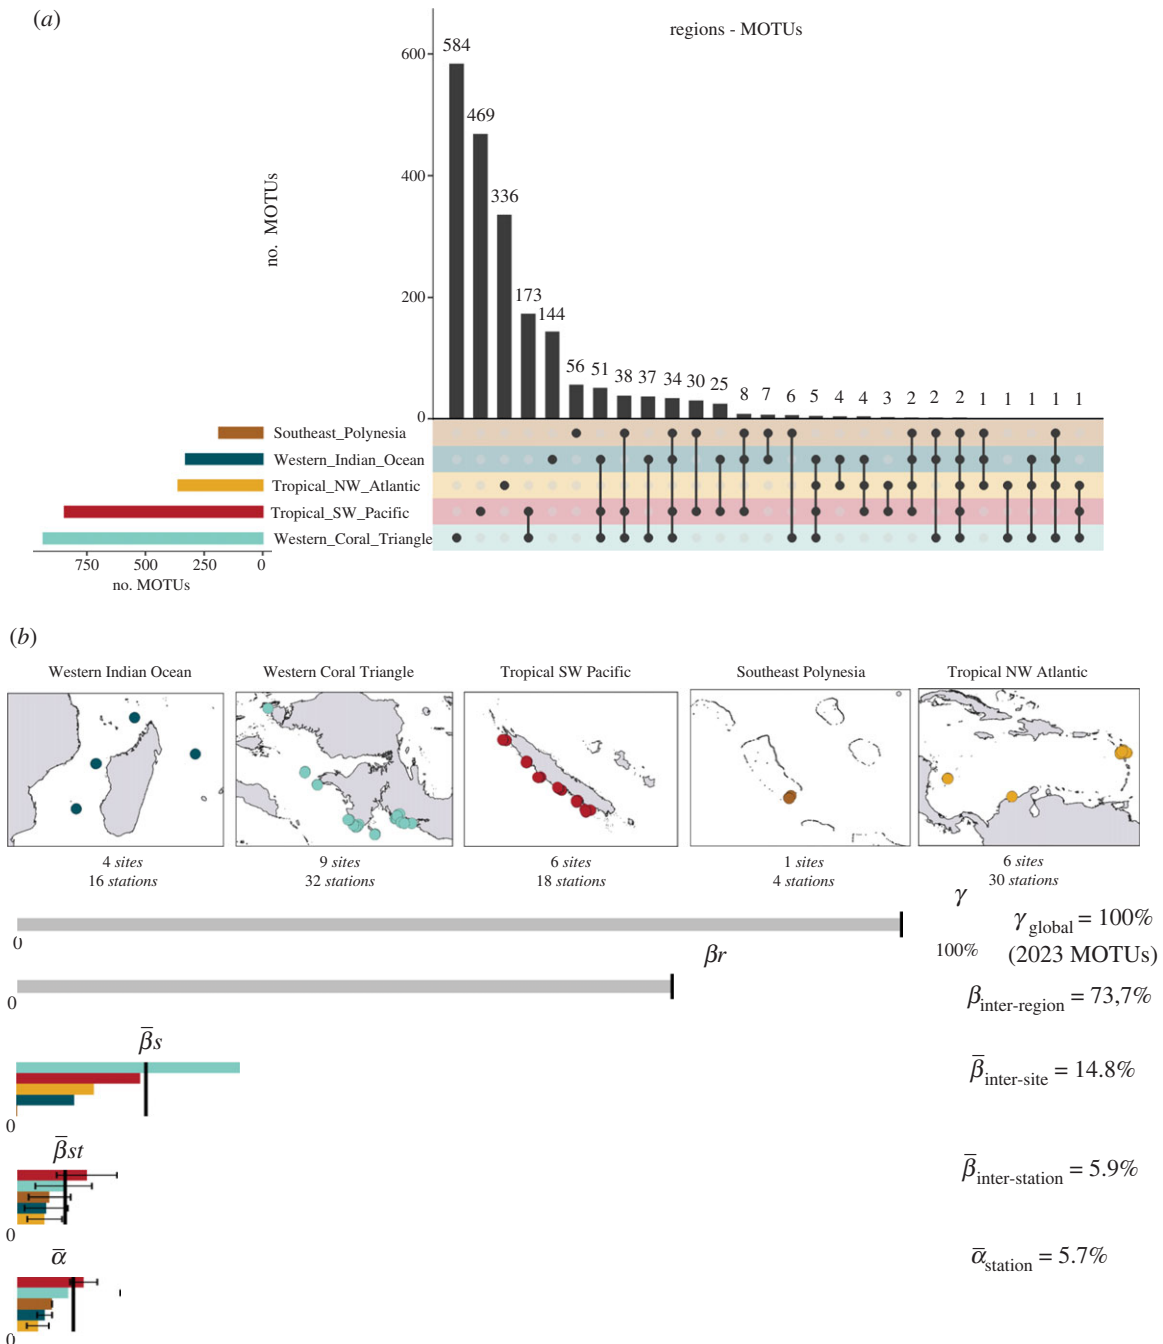 (a)
regions - MOTUs
no. MOTUs
600
400
200
0
584
469
336
173
144
56
51
38
37
34
30
25
8
7
6
5
4
4
3
2
2
2
1
1
1
1
Southeast_Polynesia
Western_Indian_Ocean
Tropical_NW_Atlantic
Tropical_SW_Pacific
Western_Coral_Triangle
750 500 250 0
no. MOTUs
(b)
Western Indian Ocean
Western Coral Triangle
Tropical SW Pacific
Southeast Polynesia
Tropical NW Atlantic
4 sites
16 stations
9 sites
32 stations
6 sites
18 stations
1 sites
4 stations
6 sites
30 stations
γ
0
100%
γglobal = 100%
(2023 MOTUs)
βr
0
βinter-region = 73,7%
β̅s
0
β̅inter-site = 14.8%
β̅st
0
β̅inter-station = 5.9%
α̅
0
α̅station = 5.7%